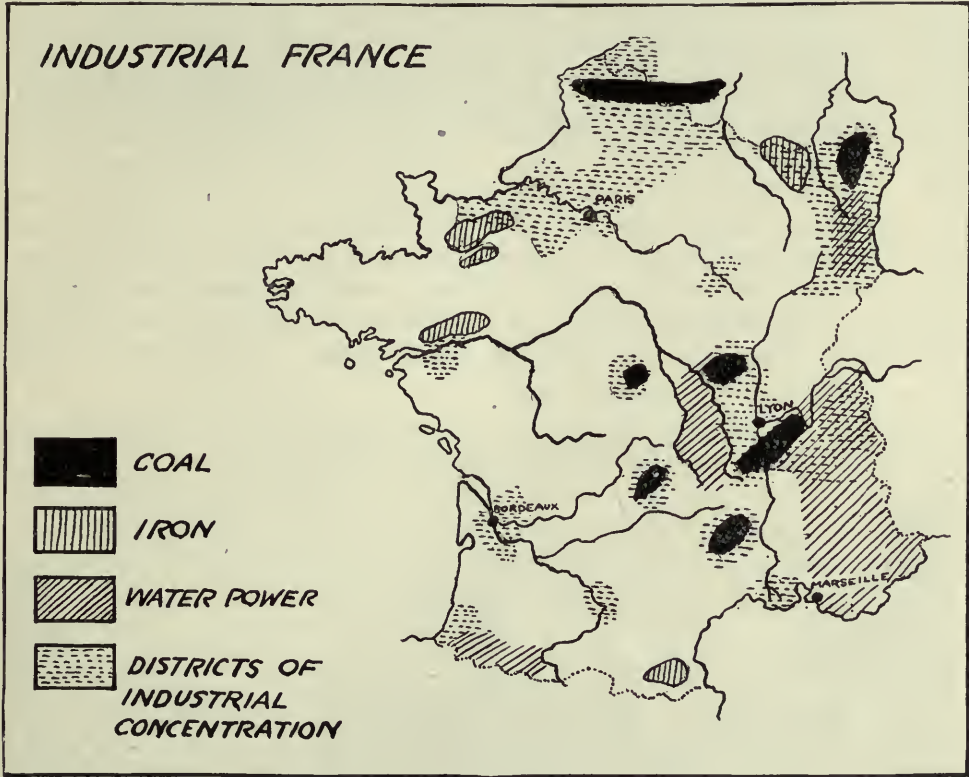 INDUSTRIAL FRANCE
PARIS
LYON
BORDEAUX
MARSEILLE
COAL
IRON
WATER POWER
DISTRICTS OF
INDUSTRIAL
CONCENTRATION